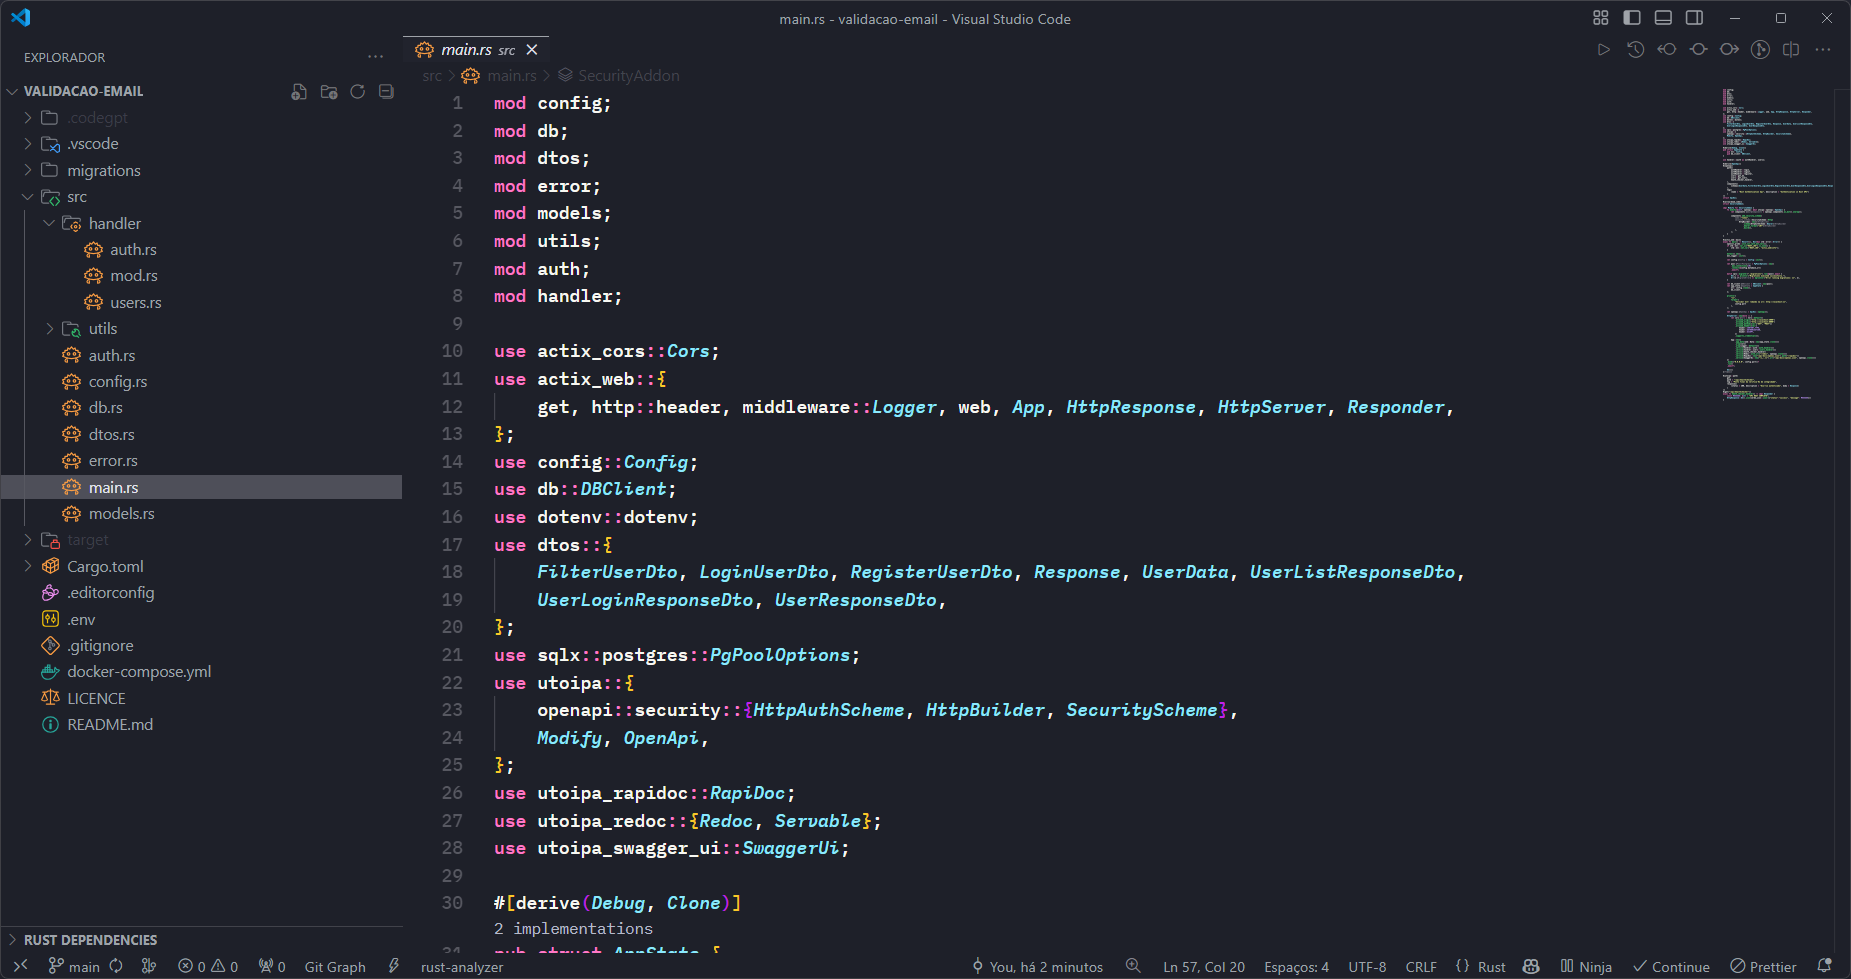 main.rs - validacao-email - Visual Studio Code
EXPLORADOR
VALIDACAO-EMAIL
.codegpt
.vscode
migrations
src
handler
auth.rs
mod.rs
users.rs
utils
auth.rs
config.rs
db.rs
dtos.rs
error.rs
main.rs
models.rs
target
Cargo.toml
.editorconfig
.env
.gitignore
docker-compose.yml
LICENCE
README.md
RUST DEPENDENCIES
main.rs src
src > main.rs > SecurityAddon
1 mod config;
2 mod db;
3 mod dtos;
4 mod error;
5 mod models;
6 mod utils;
7 mod auth;
8 mod handler;
9
10 use actix_cors::Cors;
11 use actix_web::{
12 get, http::header, middleware::Logger, web, App, HttpResponse, HttpServer, Responder,
13 };
14 use config::Config;
15 use db::DBClient;
16 use dotenv::dotenv;
17 use dtos::{
18 FilterUserDto, LoginUserDto, RegisterUserDto, Response, UserData, UserListResponseDto,
19 UserLoginResponseDto, UserResponseDto,
20 };
21 use sqlx::postgres::PgPoolOptions;
22 use utoipa::{
23 openapi::security::{HttpAuthScheme, HttpBuilder, SecurityScheme},
24 Modify, OpenApi,
25 };
26 use utoipa_rapidoc::RapiDoc;
27 use utoipa_redoc::{Redoc, Servable};
28 use utoipa_swagger_ui::SwaggerUi;
29
30 #[derive(Debug, Clone)]
2 implementations
31 pub struct AppState {
main 0 0 0 Git Graph rust-analyzer You, há 2 minutos Ln 57, Col 20 Espaços: 4 UTF-8 CRLF {} Rust Ninja Continue Prettier